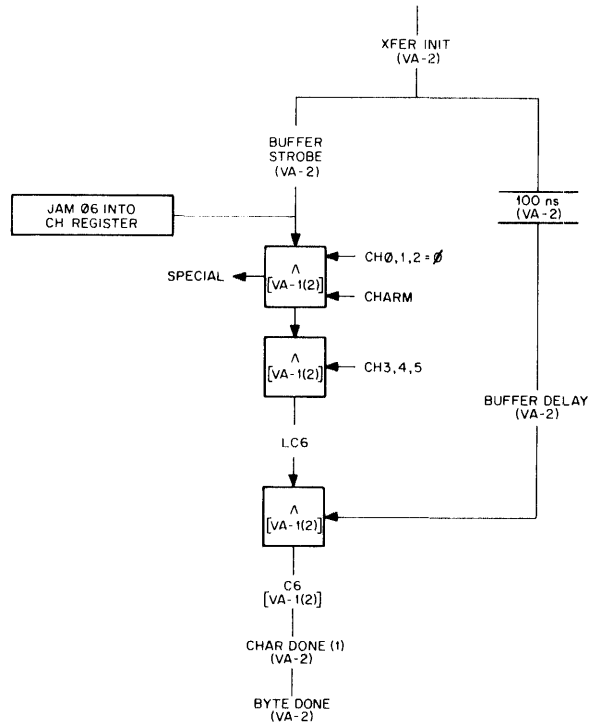 XFER INIT
(VA-2)
BUFFER
STROBE
(VA-2)
JAM Ø6 INTO
CH REGISTER
100 ns
(VA-2)
CHØ,1,2 = Ø
SPECIAL
Λ
[VA-1(2)]
CHARM
Λ
[VA-1(2)]
CH3,4,5
BUFFER DELAY
(VA-2)
LC6
Λ
[VA-1(2)]
C6
[VA-1(2)]
CHAR DONE (1)
(VA-2)
BYTE DONE
(VA-2)